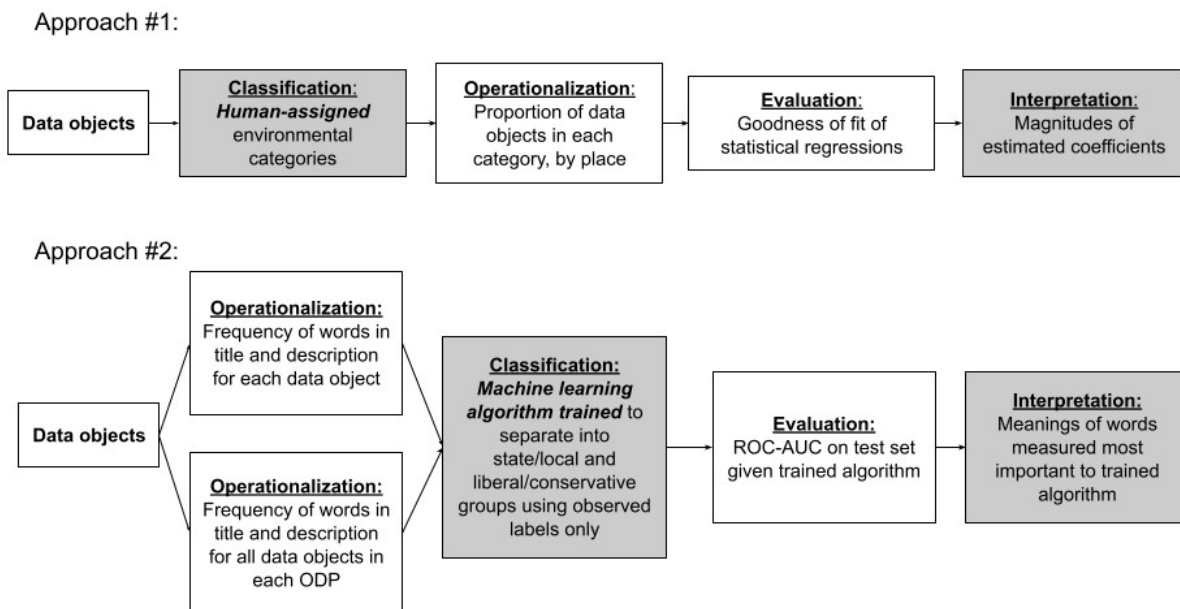 Approach #1:
Data objects
Classification:
Human-assigned
environmental
categories
Operationalization:
Proportion of data
objects in each
category, by place
Evaluation:
Goodness of fit of
statistical regressions
Interpretation:
Magnitudes of
estimated coefficients
Approach #2:
Data objects
Operationalization:
Frequency of words in
title and description
for each data object
Operationalization:
Frequency of words in
title and description
for all data objects in
each ODP
Classification:
Machine learning
algorithm trained to
separate into
state/local and
liberal/conservative
groups using observed
labels only
Evaluation:
ROC-AUC on test set
given trained algorithm
Interpretation:
Meanings of words
measured most
important to trained
algorithm